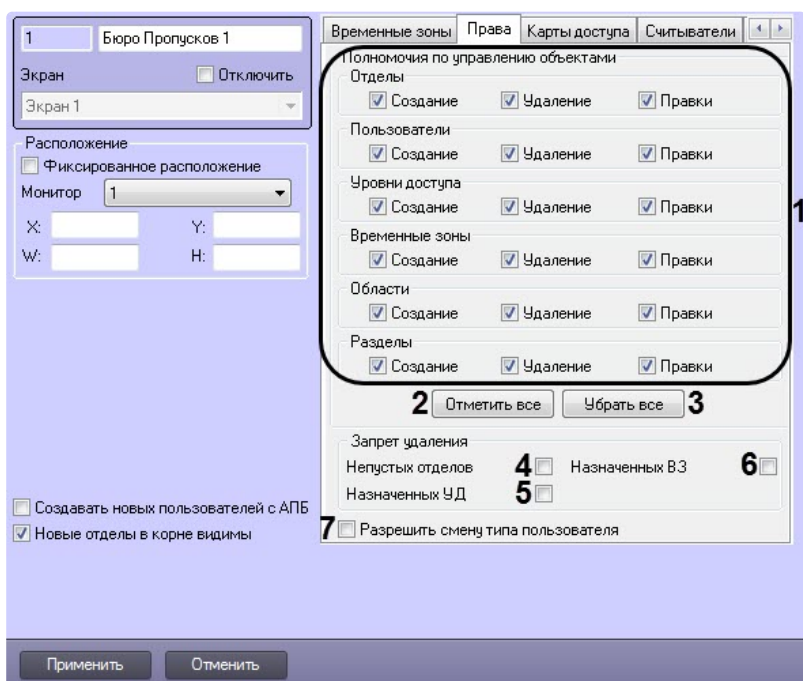 1
Бюро Пропусков 1
Экран
Отключить
Экран 1
Расположение
Фиксированное расположение
Монитор
1
X:
Y:
W:
H:
Создавать новых пользователей с АПБ
Новые отделы в корне видимы
Временные зоны
Права
Карты доступа
Считыватели
Полномочия по управлению объектами
Отделы
Создание Удаление Правки
Пользователи
Создание Удаление Правки
Уровни доступа
Создание Удаление Правки
1
Временные зоны
Создание Удаление Правки
Области
Создание Удаление Правки
Разделы
Создание Удаление Правки
2 Отметить все Убрать все 3
Запрет удаления
Непустых отделов 4 Назначенных ВЗ 6
Назначенных УД 5
7 Разрешить смену типа пользователя
Применить Отменить